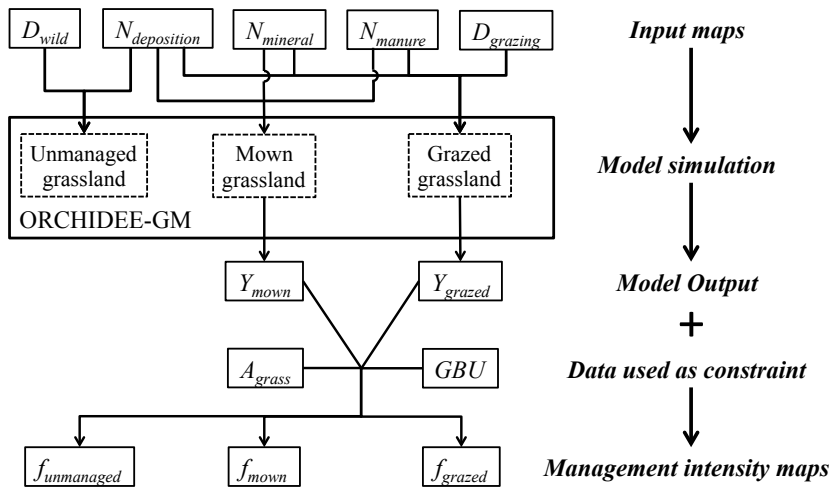 D_wild N_deposition N_mineral N_manure D_grazing Input maps
Unmanaged grassland
Mown grassland
Grazed grassland
Model simulation
ORCHIDEE-GM
Y_mown Y_grazed Model Output
+
A_grass GBU Data used as constraint
f_unmanaged f_mown f_grazed Management intensity maps